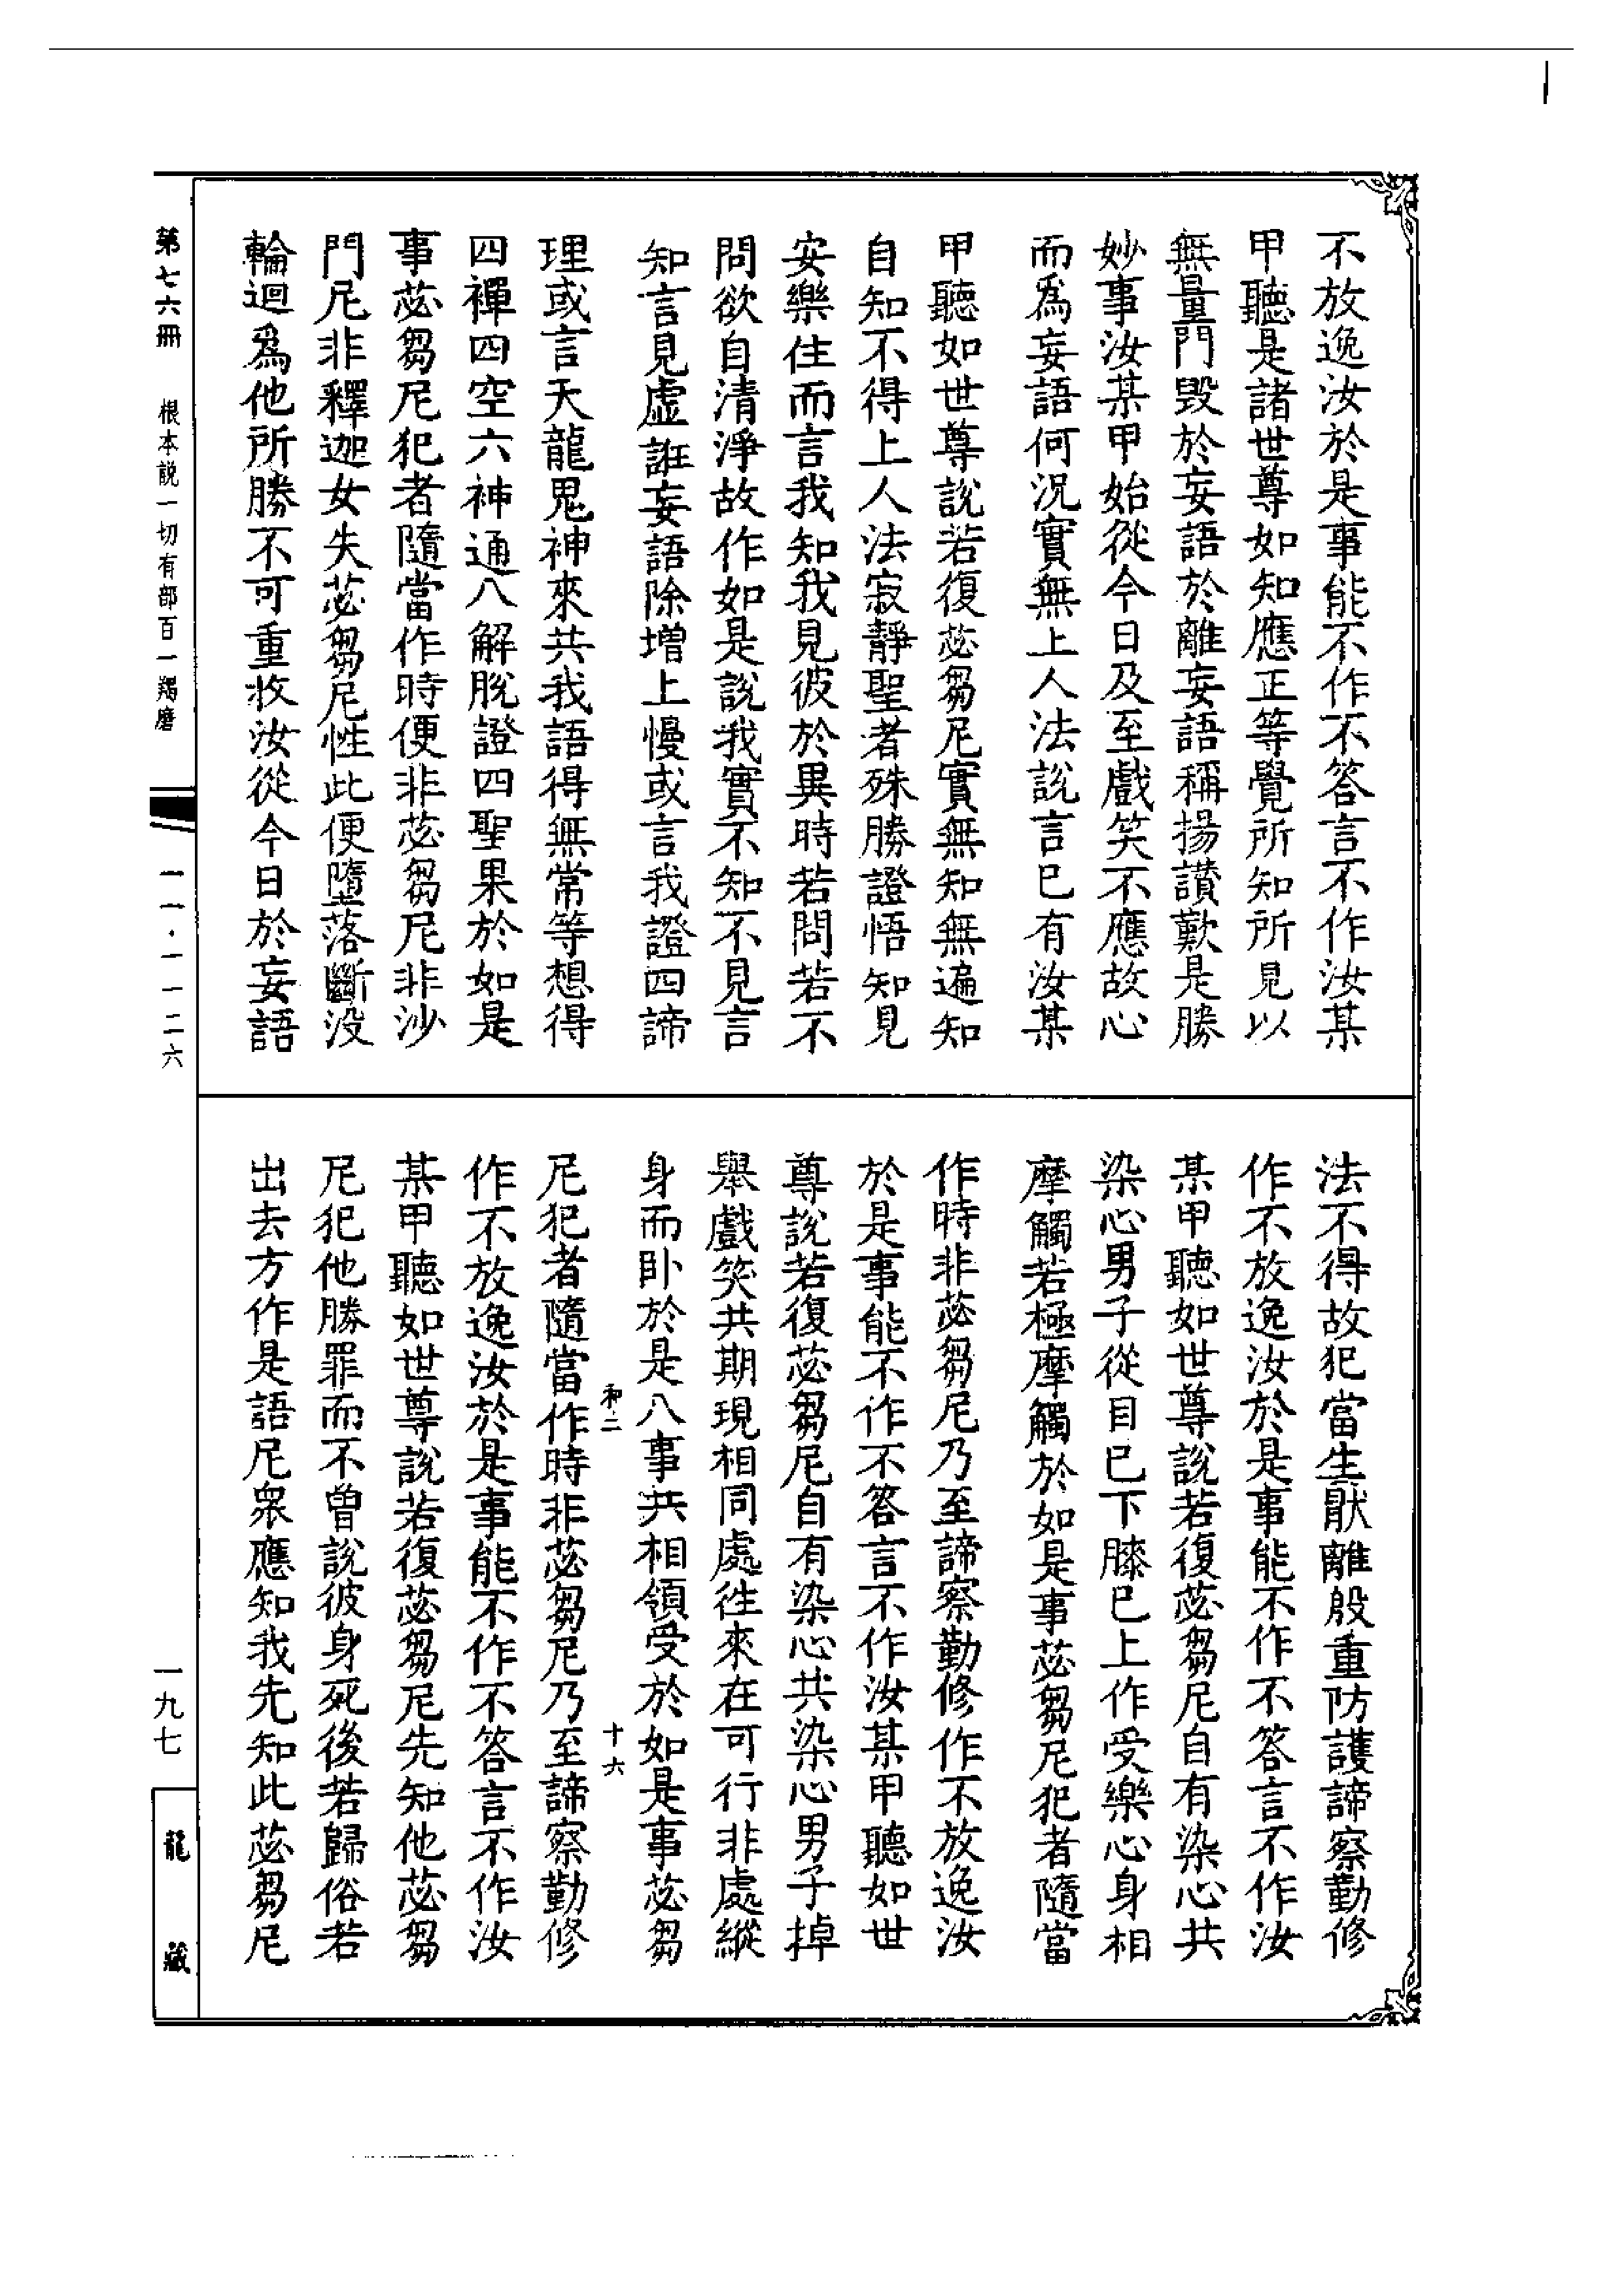 不放逸汝於是事能不作不答言不作汝某
甲聽是諸世尊如知應正等覺所知所見以
無量門毀於妄語於離妄語稱揚讚歎是勝
妙事汝某甲始從今日及至戲笑不應故心
而爲妄語何況實無上人法說言已有汝某
甲聽如世尊說若復苾芻尼實無知無遍知
自知不得上人法寂靜聖者殊勝證悟知見
安樂住而言我知我見彼於異時若問若不
問欲自清淨故作如是說我實不知不見言
知言見虛誑妄語除增上慢或言我證四諦
理或言天龍鬼神來共我語得無常等想得
四禪四空六神通八解脫證四聖果於如是
事苾芻尼犯者隨當作時便非苾芻尼非沙
門尼非釋迦女失苾芻尼性此便墮落斷沒
輪迴爲他所勝不可重收汝從今日於妄語
法不得故犯當生猒離殷重防護諦察勤修
作不放逸汝於是事能不作不答言不作汝
某甲聽如世尊說若復苾芻尼自有染心共
染心男子從目已下膝已上作受樂心身相
摩觸若極摩觸於如是事苾芻尼犯者隨當
作時非苾芻尼乃至諦察勤修作不放逸汝
於是事能不作不答言不作汝某甲聽如世
尊說若復苾芻尼自有染心共染心男子掉
舉戲笑共期現相同處往來在可行非處縱
身而卧於是八事共相領受於如是事苾芻
和二 十六
尼犯者隨當作時非苾芻尼乃至諦察勤修
作不放逸汝於是事能不作不答言不作汝
某甲聽如世尊說若復苾芻尼先知他苾芻
尼犯他勝罪而不曾說彼身死後若歸俗若
出去方作是語尼衆應知我先知此苾芻尼
第七六冊 根本説一切有部百一羯磨 一一·一一二六 一九七 龍藏